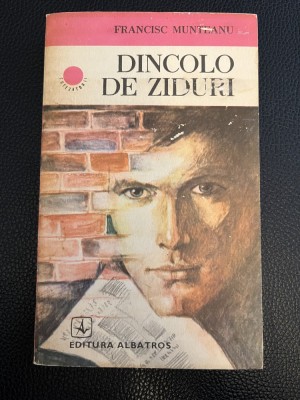 FRANCISC MUNTEANU
DINCOLO
DE ZIDURI
EDITURA ALBATROS